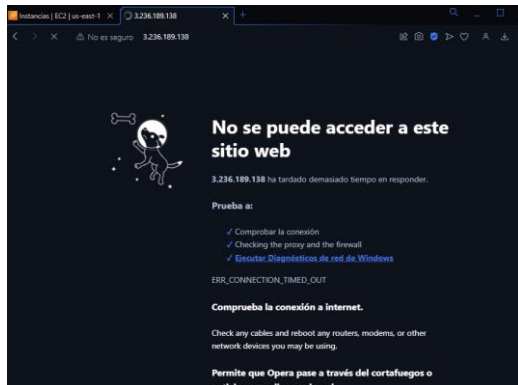 Instancias | EC2 | us-east-1
3.236.189.138
No es seguro 3.236.189.138
No se puede acceder a este
sitio web
3.236.189.138 ha tardado demasiado tiempo en responder.
Prueba a:
✓ Comprobar la conexión
✓ Checking the proxy and the firewall
✓ Ejecutar Diagnósticos de red de Windows
ERR_CONNECTION_TIMED_OUT
Comprueba la conexión a internet.
Check any cables and reboot any routers, modems, or other
network devices you may be using.
Permite que Opera pase a través del cortafuegos o